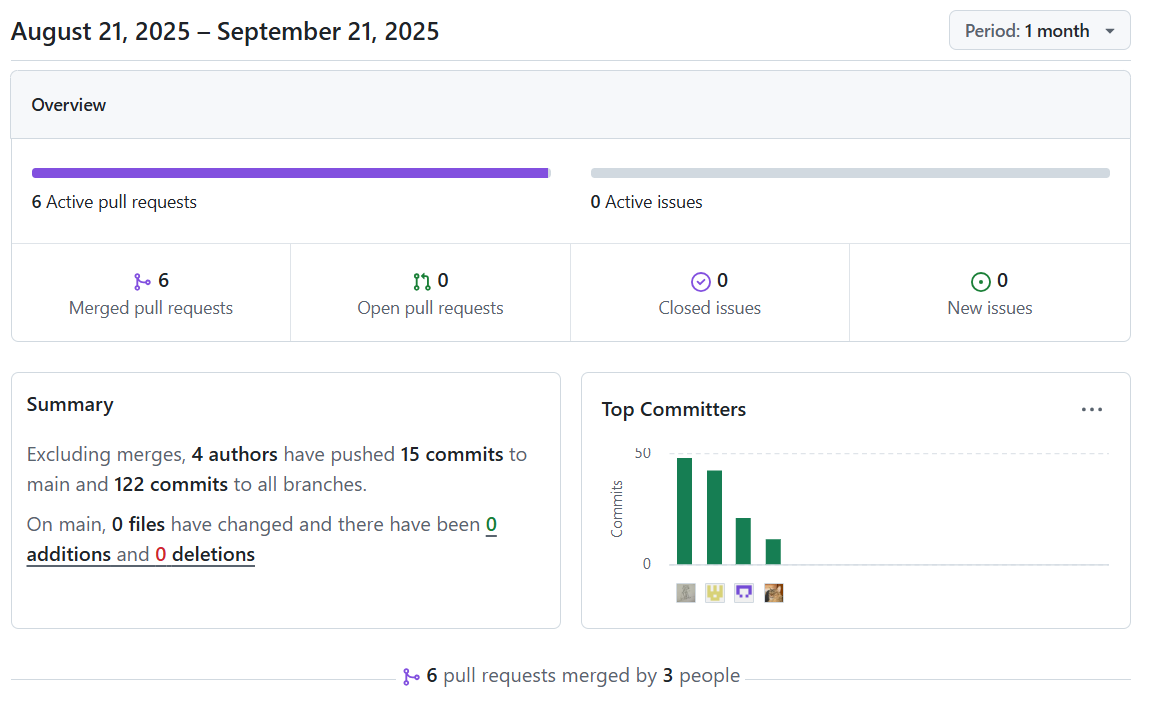 August 21, 2025 – September 21, 2025
Period: 1 month
Overview
6 Active pull requests
0 Active issues
6
Merged pull requests
0
Open pull requests
0
Closed issues
0
New issues
Summary
Excluding merges, 4 authors have pushed 15 commits to
main and 122 commits to all branches.
On main, 0 files have changed and there have been 0
additions and 0 deletions
Top Committers
50
Commits
0
6 pull requests merged by 3 people